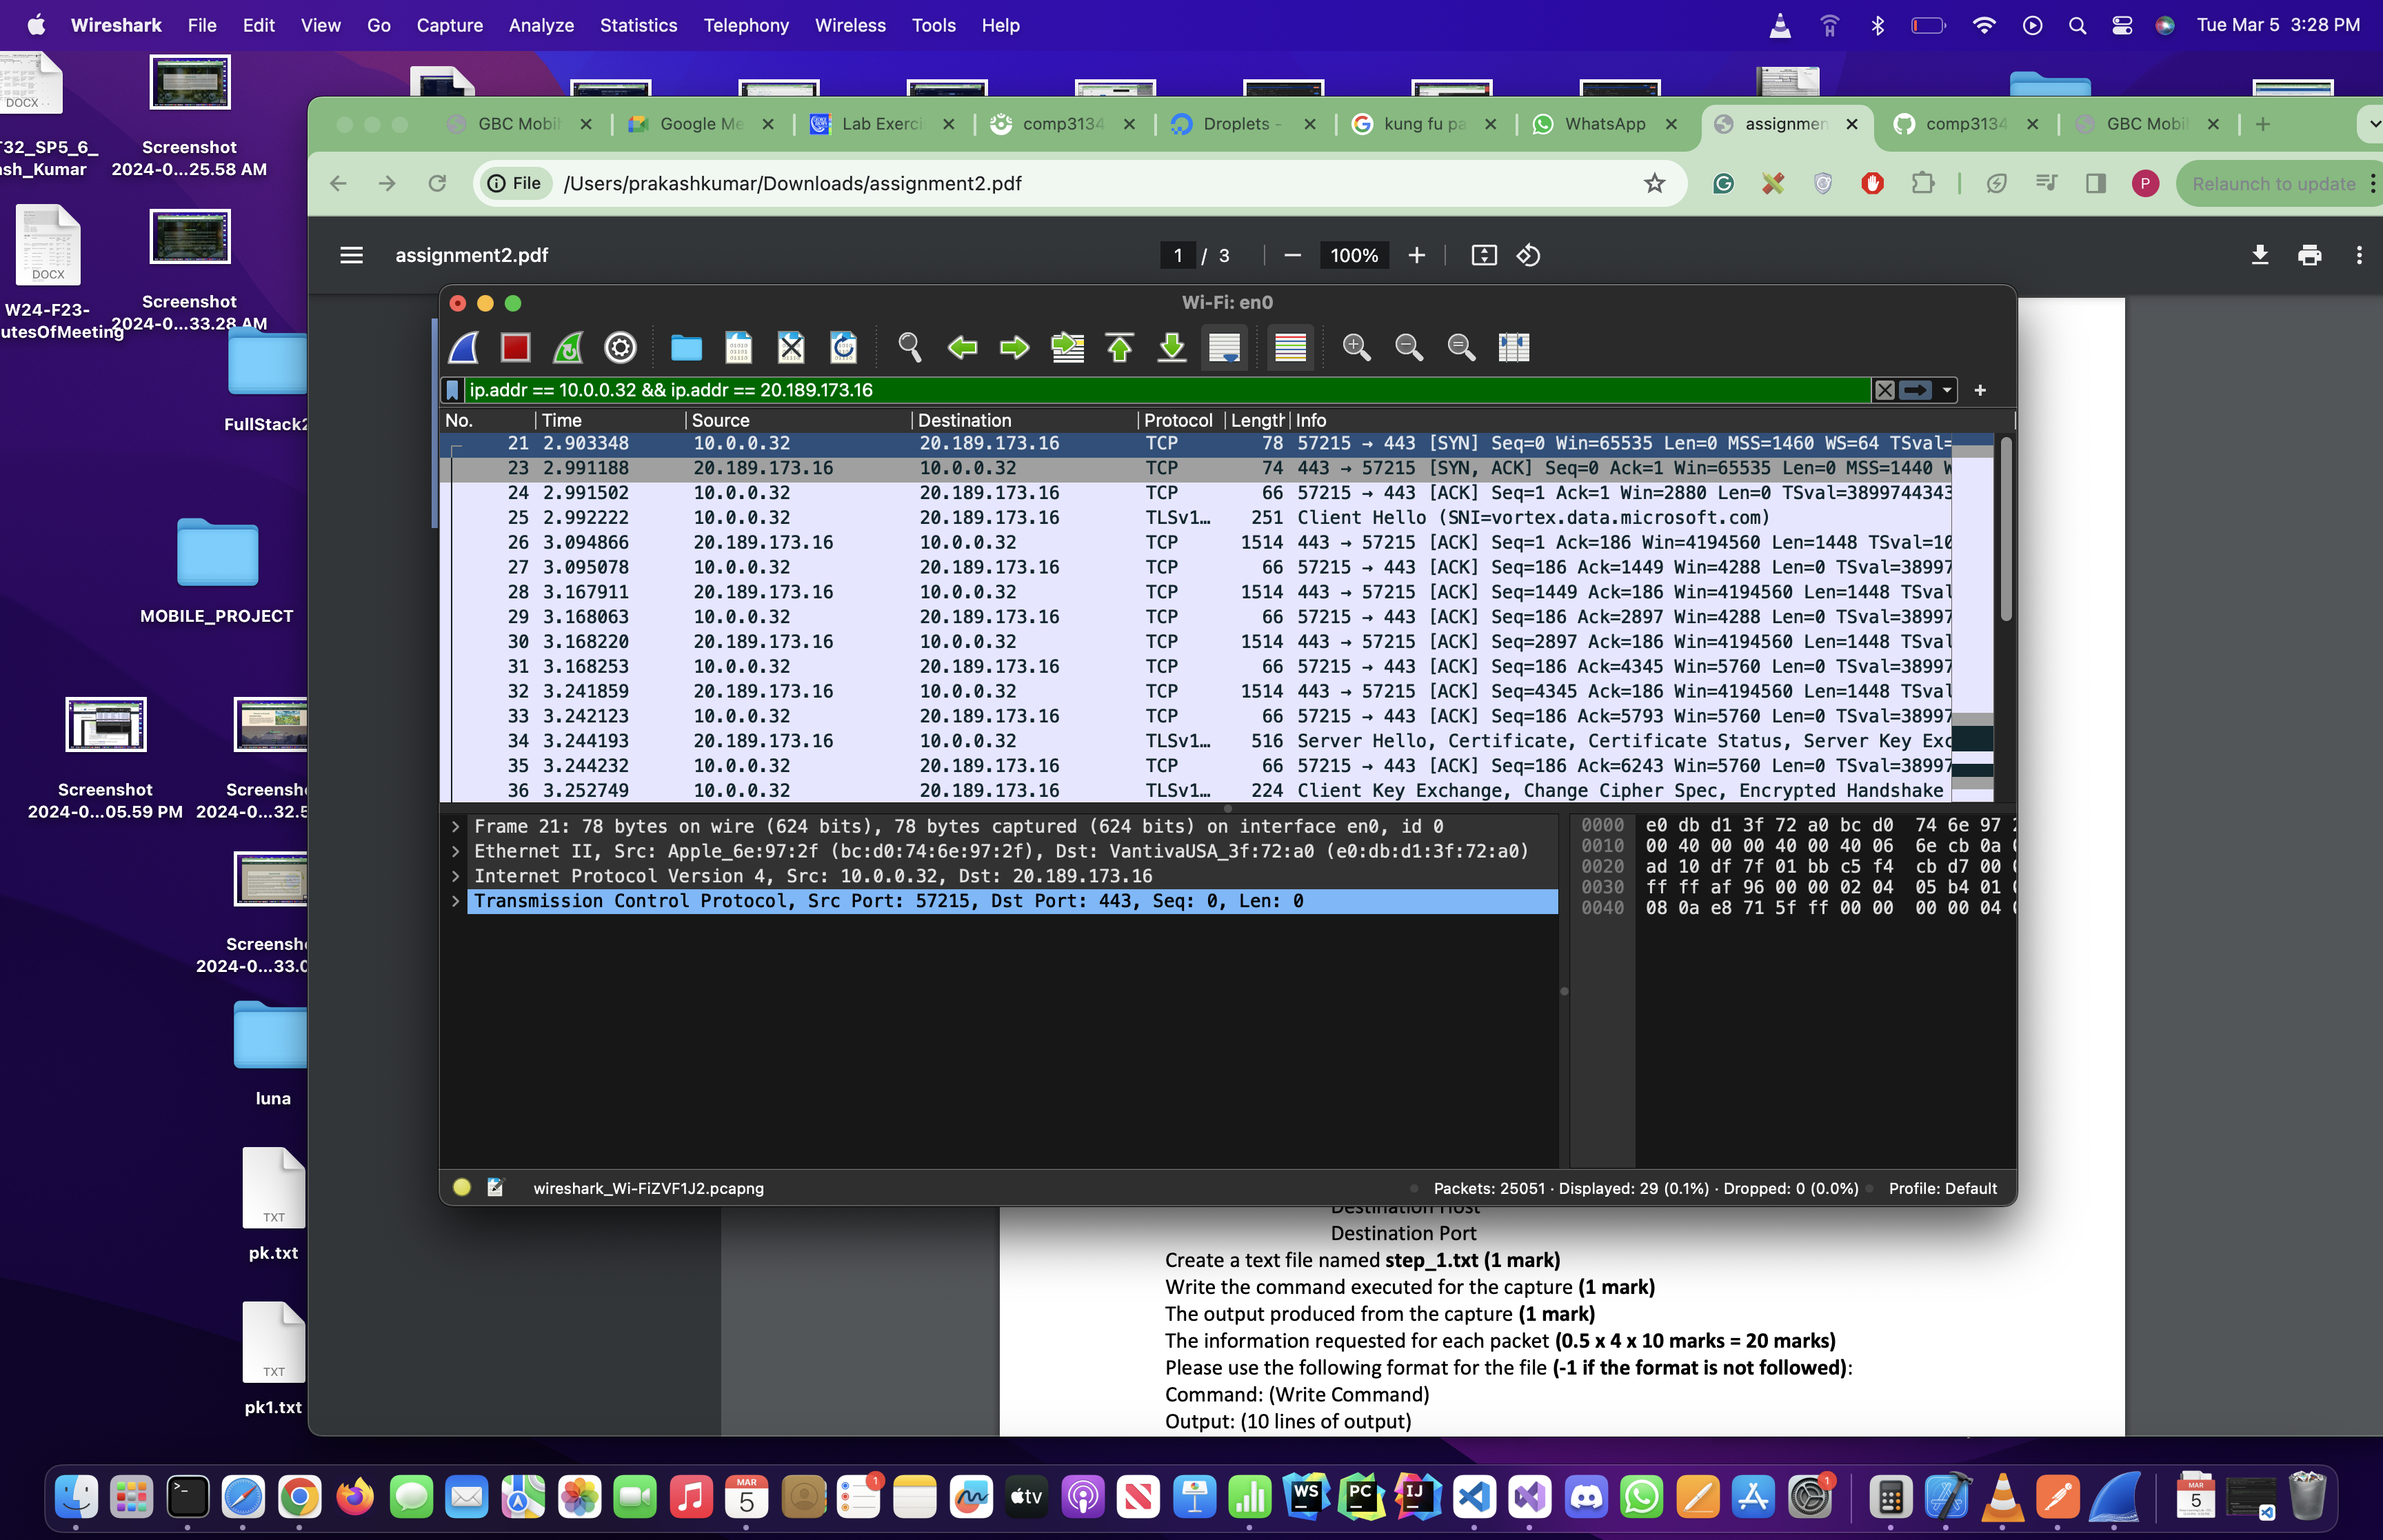 Wireshark File Edit View Go Capture Analyze Statistics Telephony Wireless Tools Help Tue Mar 5 3:28 PM
DOCX
Screenshot
2024-0...25.58 AM
DOCX
W24-F23-
utesOfMeeting
Screenshot
2024-0...33.28 AM
FullStack2
MOBILE_PROJECT
Screenshot
2024-0...05.59 PM
luna
TXT
pk.txt
TXT
pk1.txt
GBC Mobil Google Me Lab Exerci comp3134 Droplets - kung fu pa WhatsApp assignmen comp3134 GBC Mobil
File /Users/prakashkumar/Downloads/assignment2.pdf P Relaunch to update
assignment2.pdf 1 / 3 100%
Wi-Fi: en0
ip.addr == 10.0.0.32 && ip.addr == 20.189.173.16
No. Time Source Destination Protocol Length Info
21 2.903348 10.0.0.32 20.189.173.16 TCP 78 57215 → 443 [SYN] Seq=0 Win=65535 Len=0 MSS=1460 WS=64 TSval=
23 2.991188 20.189.173.16 10.0.0.32 TCP 74 443 → 57215 [SYN, ACK] Seq=0 Ack=1 Win=65535 Len=0 MSS=1440 W
24 2.991502 10.0.0.32 20.189.173.16 TCP 66 57215 → 443 [ACK] Seq=1 Ack=1 Win=2880 Len=0 TSval=3899744343
25 2.992222 10.0.0.32 20.189.173.16 TLSv1… 251 Client Hello (SNI=vortex.data.microsoft.com)
26 3.094866 20.189.173.16 10.0.0.32 TCP 1514 443 → 57215 [ACK] Seq=1 Ack=186 Win=4194560 Len=1448 TSval=10
27 3.095078 10.0.0.32 20.189.173.16 TCP 66 57215 → 443 [ACK] Seq=186 Ack=1449 Win=4288 Len=0 TSval=38997
28 3.167911 20.189.173.16 10.0.0.32 TCP 1514 443 → 57215 [ACK] Seq=1449 Ack=186 Win=4194560 Len=1448 TSval
29 3.168063 10.0.0.32 20.189.173.16 TCP 66 57215 → 443 [ACK] Seq=186 Ack=2897 Win=4288 Len=0 TSval=38997
30 3.168220 20.189.173.16 10.0.0.32 TCP 1514 443 → 57215 [ACK] Seq=2897 Ack=186 Win=4194560 Len=1448 TSval
31 3.168253 10.0.0.32 20.189.173.16 TCP 66 57215 → 443 [ACK] Seq=186 Ack=4345 Win=5760 Len=0 TSval=38997
32 3.241859 20.189.173.16 10.0.0.32 TCP 1514 443 → 57215 [ACK] Seq=4345 Ack=186 Win=4194560 Len=1448 TSval
33 3.242123 10.0.0.32 20.189.173.16 TCP 66 57215 → 443 [ACK] Seq=186 Ack=5793 Win=5760 Len=0 TSval=38997
34 3.244193 20.189.173.16 10.0.0.32 TLSv1… 516 Server Hello, Certificate, Certificate Status, Server Key Exc
35 3.244232 10.0.0.32 20.189.173.16 TCP 66 57215 → 443 [ACK] Seq=186 Ack=6243 Win=5760 Len=0 TSval=38997
36 3.252749 10.0.0.32 20.189.173.16 TLSv1… 224 Client Key Exchange, Change Cipher Spec, Encrypted Handshake
Frame 21: 78 bytes on wire (624 bits), 78 bytes captured (624 bits) on interface en0, id 0
Ethernet II, Src: Apple_6e:97:2f (bc:d0:74:6e:97:2f), Dst: VantivaUSA_3f:72:a0 (e0:db:d1:3f:72:a0)
Internet Protocol Version 4, Src: 10.0.0.32, Dst: 20.189.173.16
Transmission Control Protocol, Src Port: 57215, Dst Port: 443, Seq: 0, Len: 0
0000 e0 db d1 3f 72 a0 bc d0 74 6e 97
0010 00 40 00 00 40 00 40 06 6e cb 0a
0020 ad 10 df 7f 01 bb c5 f4 cb d7 00
0030 ff ff af 96 00 00 02 04 05 b4 01
0040 08 0a e8 71 5f ff 00 00 00 00 04
wireshark_Wi-FiZVF1J2.pcapng Packets: 25051 · Displayed: 29 (0.1%) · Dropped: 0 (0.0%) Profile: Default
Destination Host
Destination Port
Create a text file named step_1.txt (1 mark)
Write the command executed for the capture (1 mark)
The output produced from the capture (1 mark)
The information requested for each packet (0.5 x 4 x 10 marks = 20 marks)
Please use the following format for the file (-1 if the format is not followed):
Command: (Write Command)
Output: (10 lines of output)
MAR 5 1 tv WS PC IJ 1 MAR 5